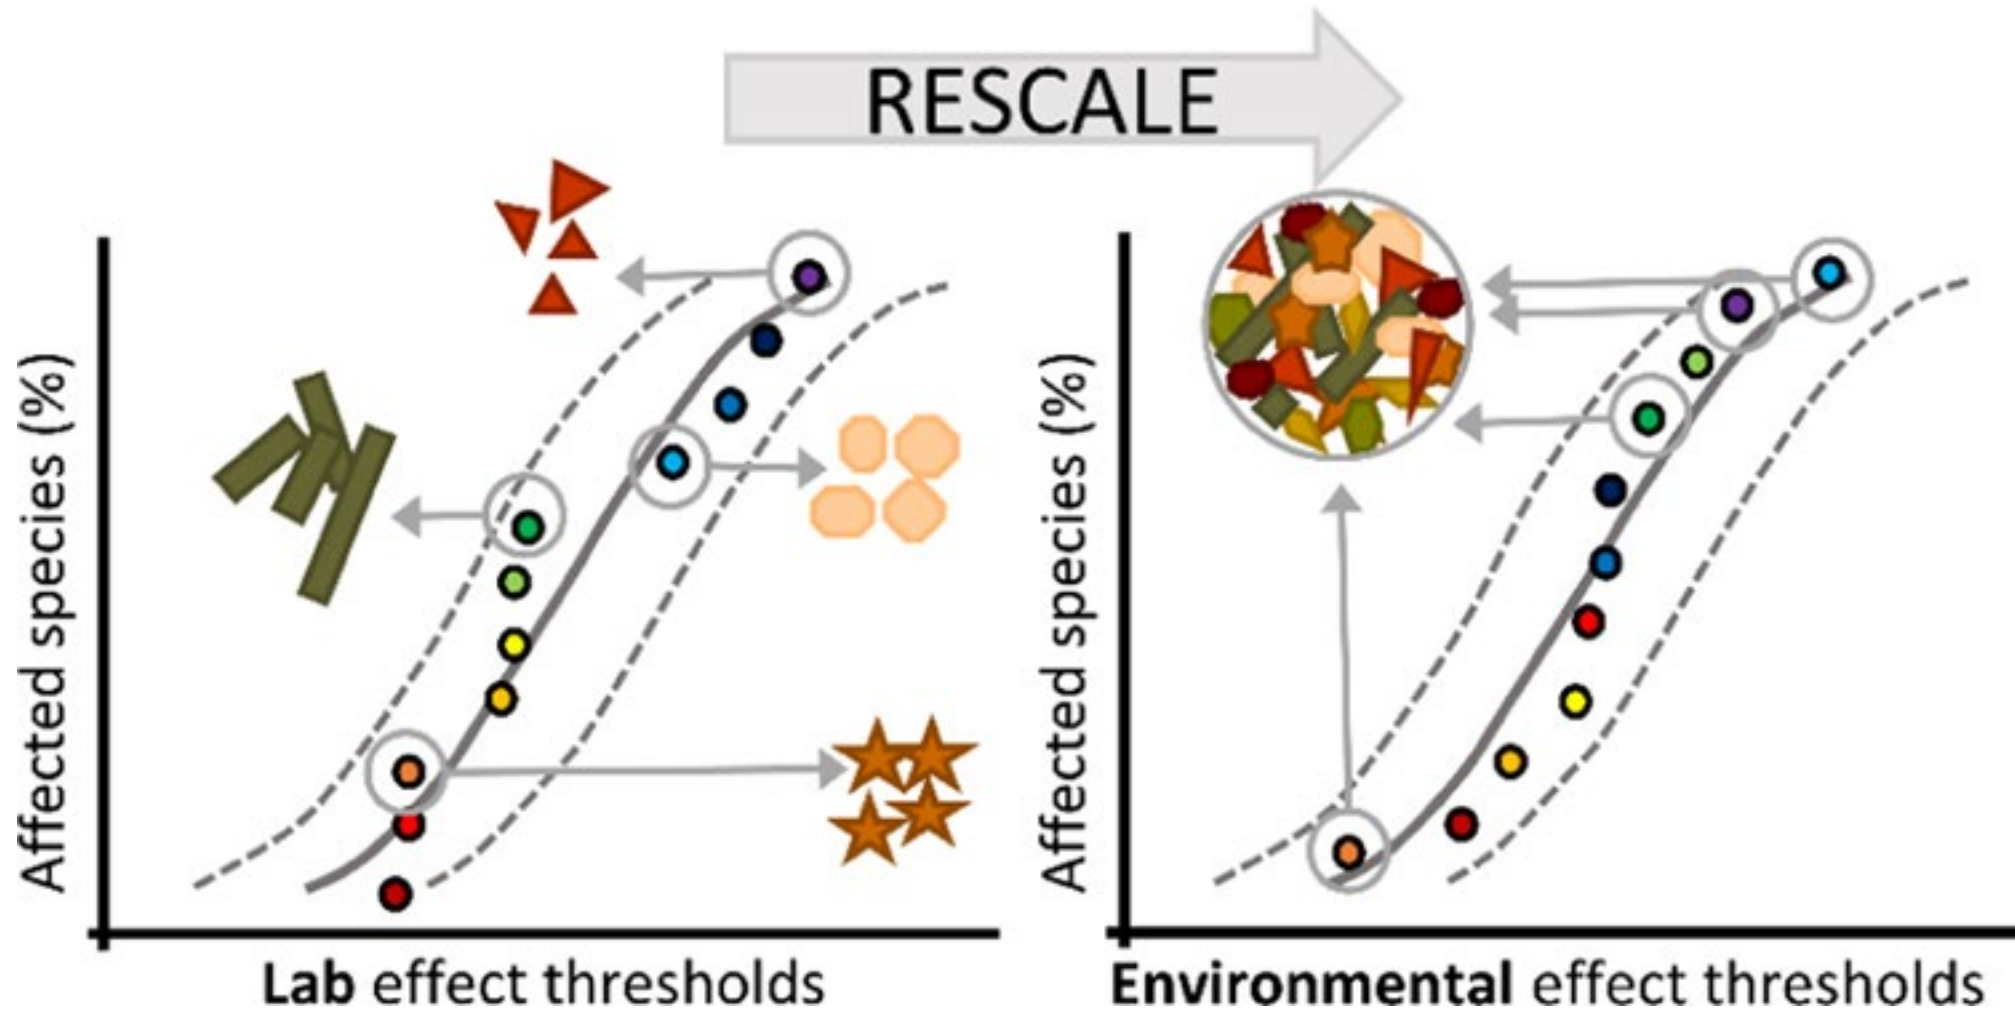 RESCALE
Affected species (%)
Lab effect thresholds
Affected species (%)
Environmental effect thresholds